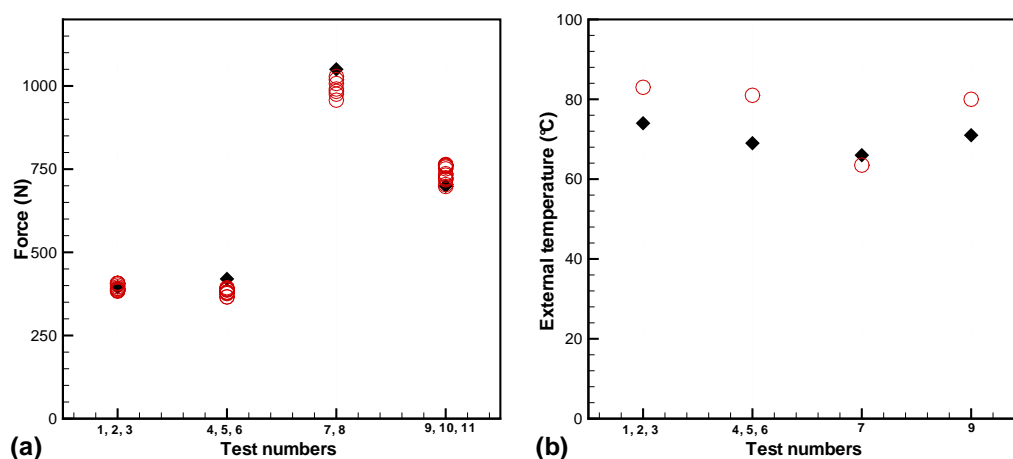 Force (N)
1000
750
500
250
0
1, 2, 3
4, 5, 6
7, 8
9, 10, 11
Test numbers
(a)
External temperature (°C)
100
80
60
40
20
0
1, 2, 3
4, 5, 6
7
9
Test numbers
(b)